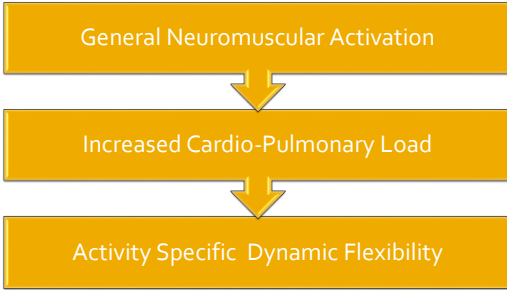 General Neuromuscular Activation
Increased Cardio-Pulmonary Load
Activity Specific Dynamic Flexibility